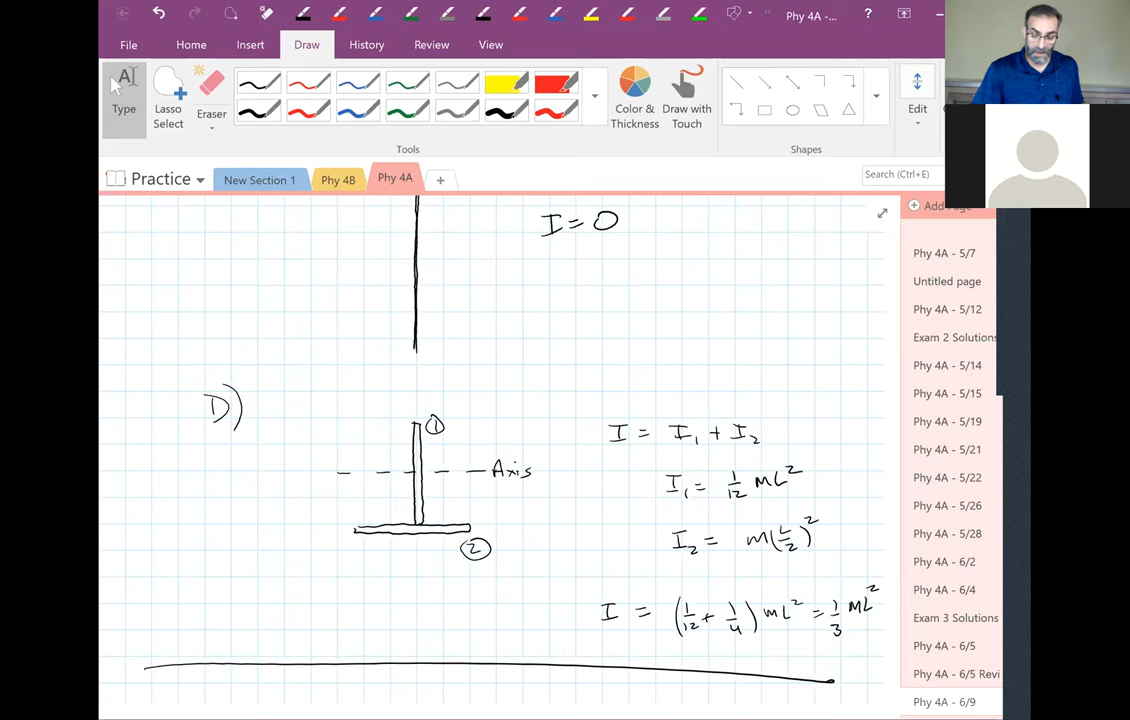 Phy 4A-...
?
File
Home
Insert
Draw
History
Review
View
Type
Lasso
Select
Eraser
Color &
Thickness
Draw with
Touch
Edit
Tools
Shapes
Practice
New Section 1
Phy 4B
Phy 4A
+
Search (Ctrl+E)
I = 0
D)
①
Axis
②
I = I₁ + I₂
I₁ = 1/12 mL²
I₂ = m(L/2)²
I = (1/12 + 1/4) mL² = 1/3 mL²
Add Page
Phy 4A - 5/7
Untitled page
Phy 4A - 5/12
Exam 2 Solutions
Phy 4A - 5/14
Phy 4A - 5/15
Phy 4A - 5/19
Phy 4A - 5/21
Phy 4A - 5/22
Phy 4A - 5/26
Phy 4A - 5/28
Phy 4A - 6/2
Phy 4A - 6/4
Exam 3 Solutions
Phy 4A - 6/5
Phy 4A - 6/5 Revi
Phy 4A - 6/9